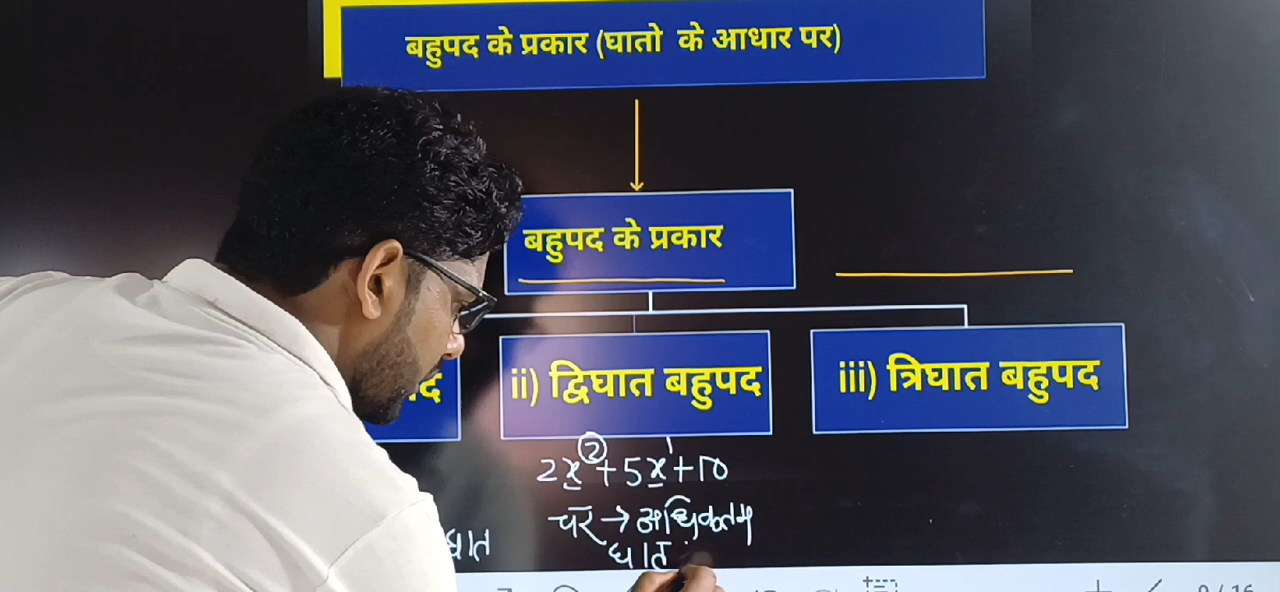 बहुपद के प्रकार (घातो के आधार पर)
बहुपद के प्रकार
ii) द्विघात बहुपद
iii) त्रिघात बहुपद
2x²+5x¹+10
चर → अधिकतम
घात
घात